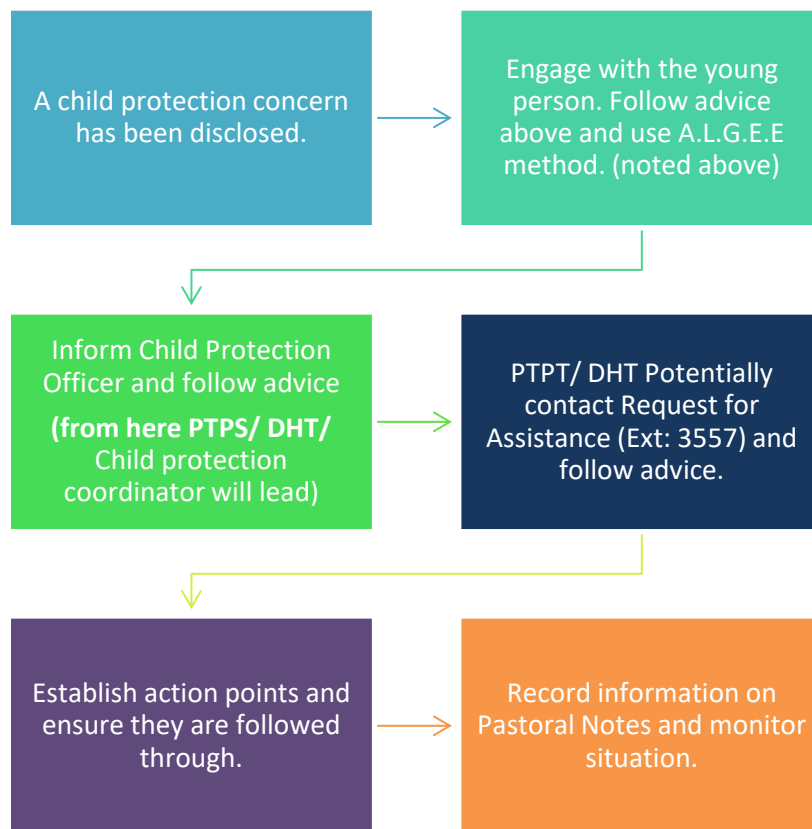 A child protection concern
has been disclosed.
Engage with the young
person. Follow advice
above and use A.L.G.E.E
method. (noted above)
Inform Child Protection
Officer and follow advice
(from here PTPS/ DHT/
Child protection
coordinator will lead)
PTPT/ DHT Potentially
contact Request for
Assistance (Ext: 3557) and
follow advice.
Establish action points and
ensure they are followed
through.
Record information on
Pastoral Notes and monitor
situation.